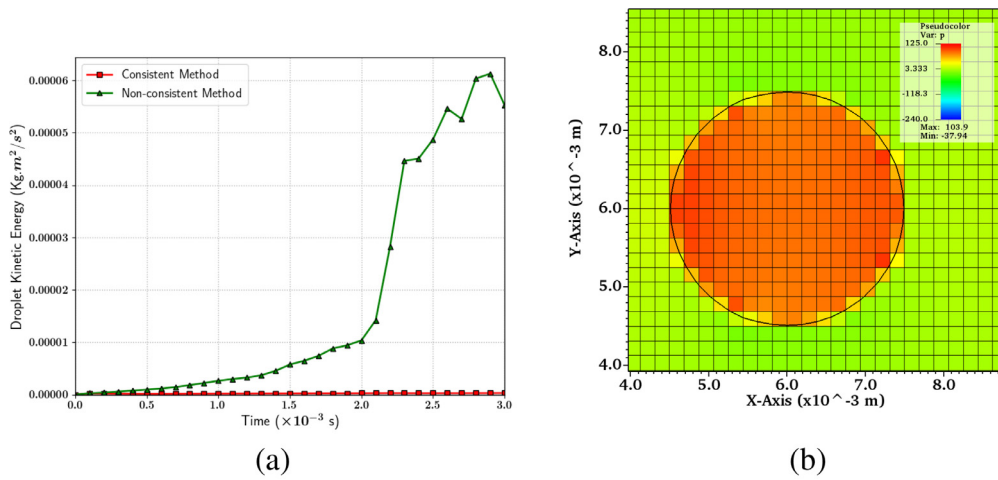 Consistent Method
Non-consistent Method
Droplet Kinetic Energy (Kg.m²/s²)
0.00006
0.00005
0.00004
0.00003
0.00002
0.00001
0.00000
0.0 0.5 1.0 1.5 2.0 2.5 3.0
Time (×10⁻³ s)
(a)
Pseudocolor
Var: p
125.0
3.333
-118.3
-240.0
Max: 103.9
Min: -37.94
Y-Axis (x10^-3 m)
8.0
7.0
6.0
5.0
4.0
4.0 5.0 6.0 7.0 8.0
X-Axis (x10^-3 m)
(b)